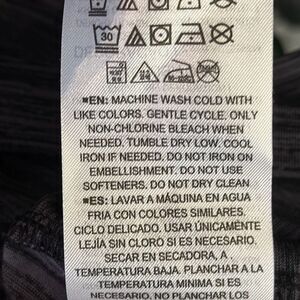 30
■EN: MACHINE WASH COLD WITH
LIKE COLORS. GENTLE CYCLE. ONLY
NON-CHLORINE BLEACH WHEN
NEEDED. TUMBLE DRY LOW. COOL
IRON IF NEEDED. DO NOT IRON ON
EMBELLISHMENT. DO NOT USE
SOFTENERS. DO NOT DRY CLEAN
■ES: LAVAR A MÁQUINA EN AGUA
FRIA CON COLORES SIMILARES.
CICLO DELICADO. USAR ÚNICAMENTE
LEJÍA SIN CLORO SI ES NECESARIO.
SECAR EN SECADORA, A
TEMPERATURA BAJA. PLANCHAR A LA
TEMPERATURA MINIMA SI ES
NECESARIO. NO PLANCHAR LOS